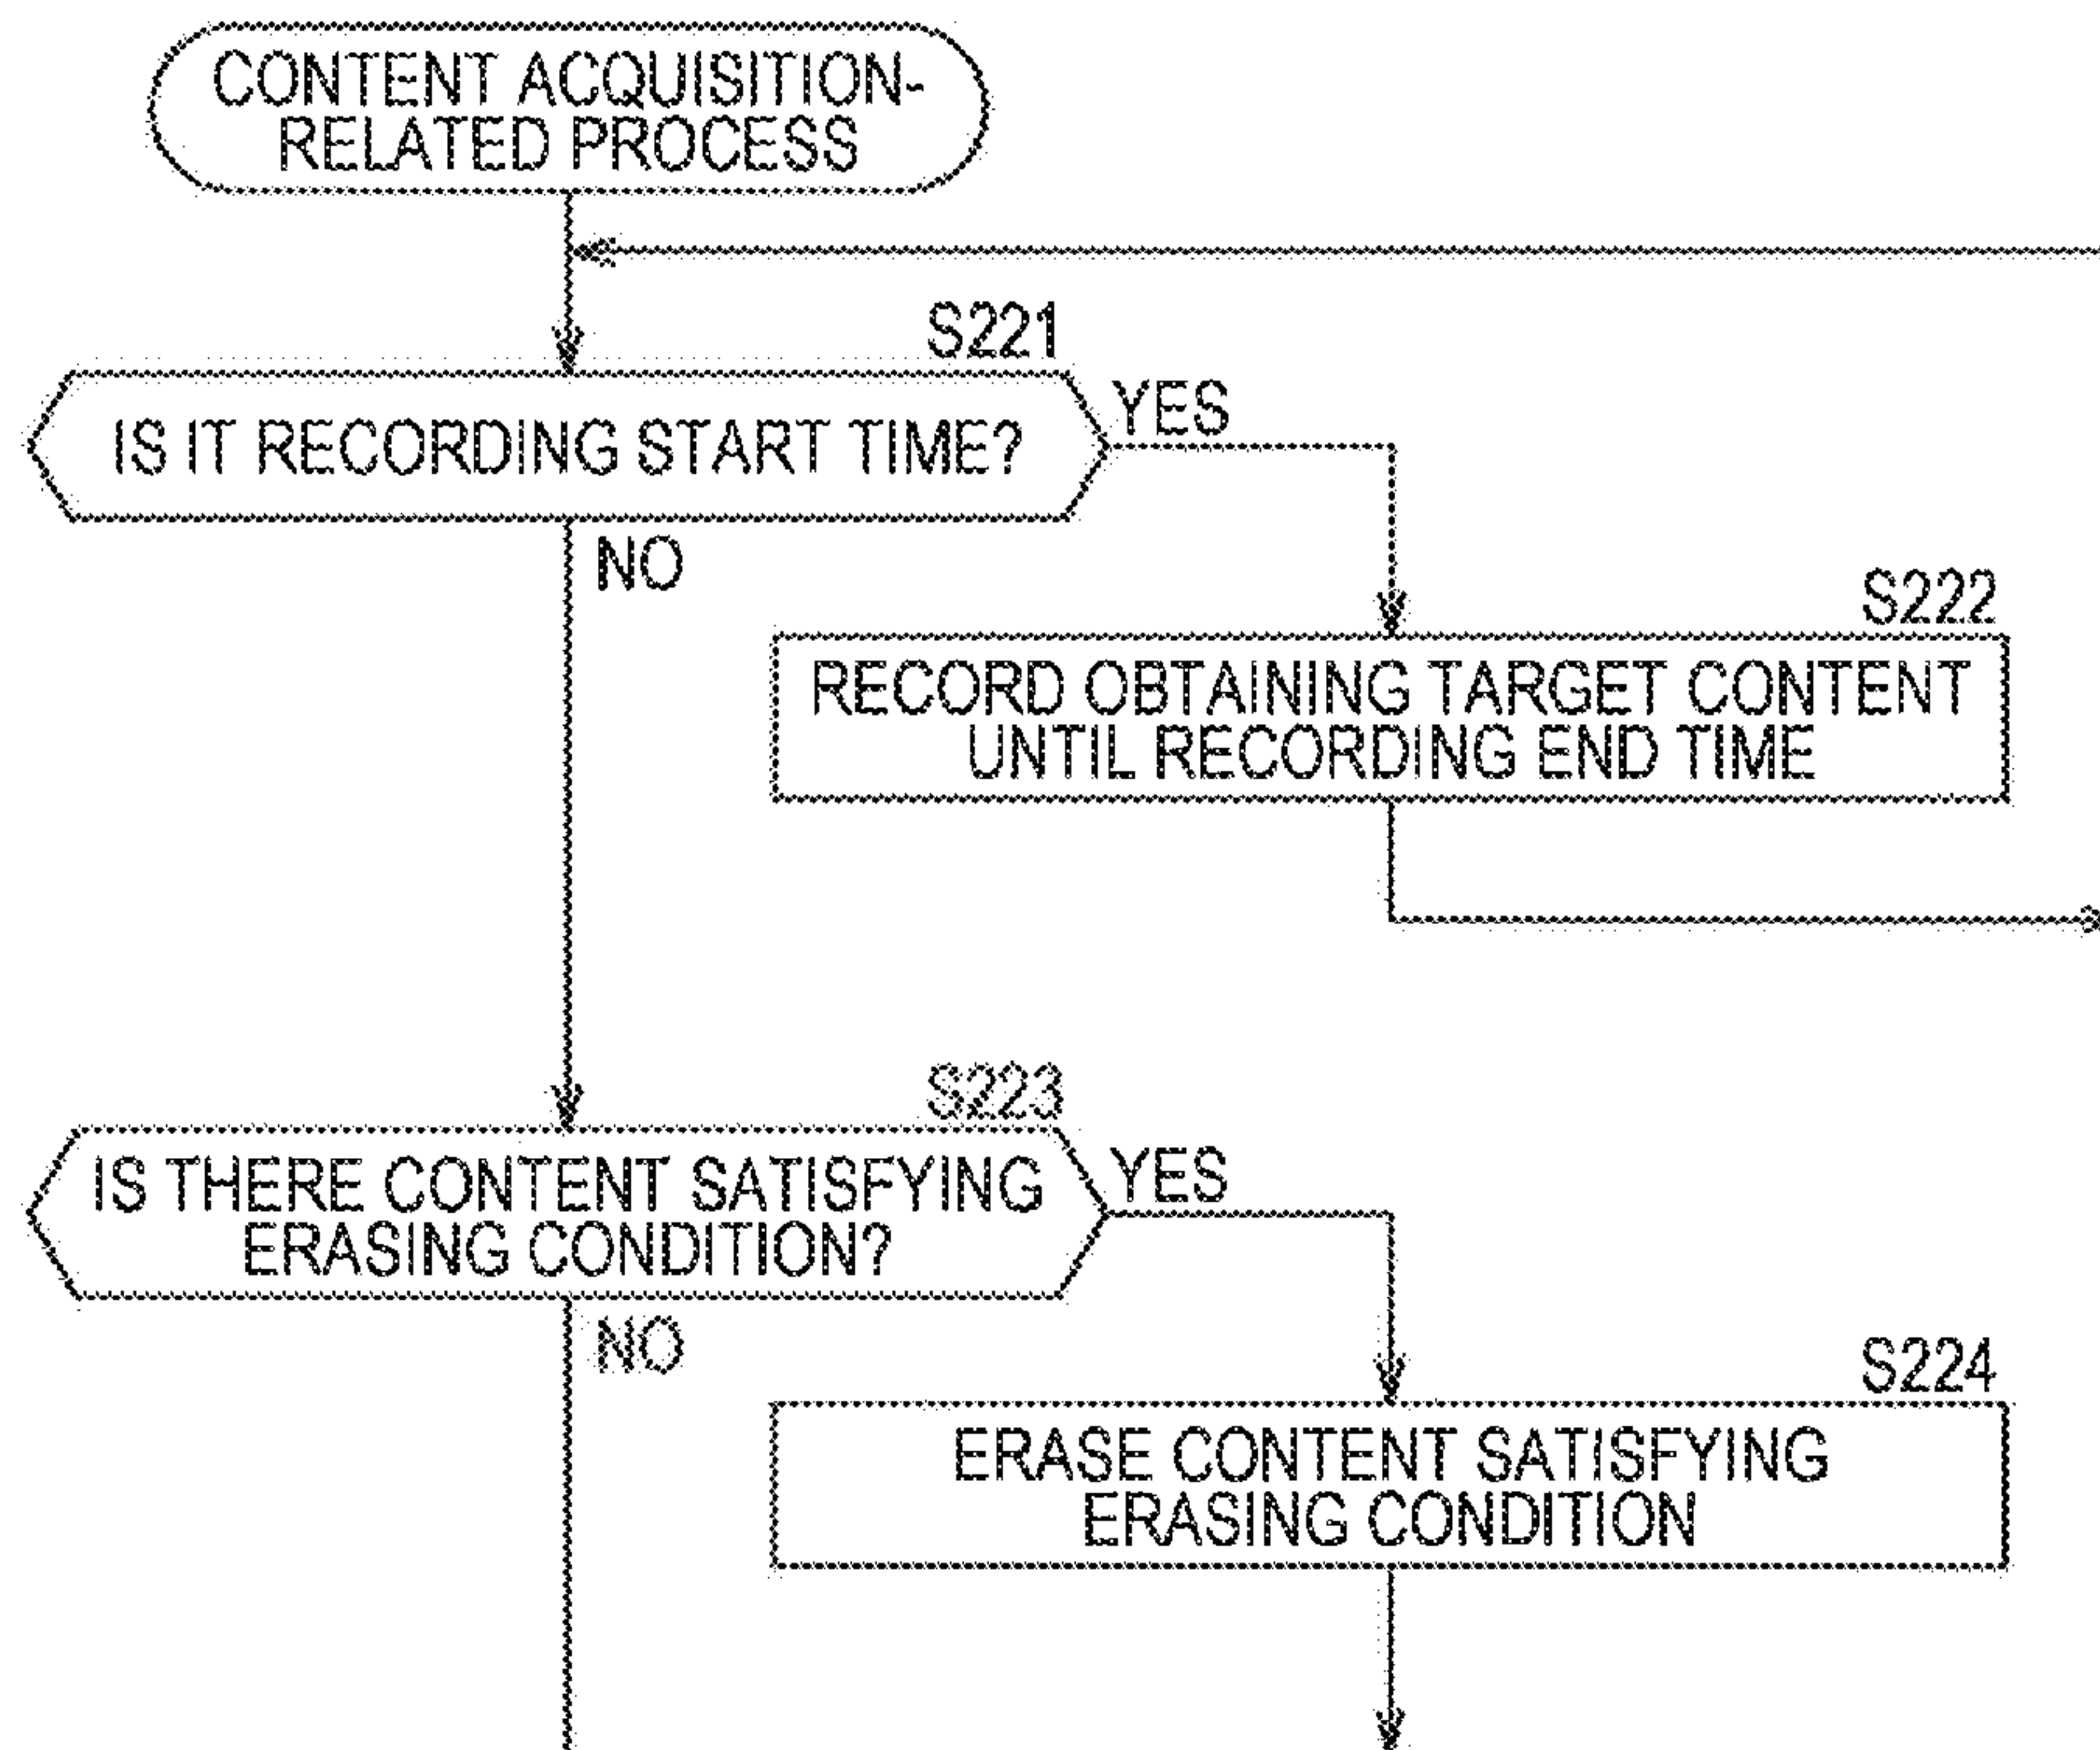 CONTENT ACQUISITION-
RELATED PROCESS
S221
IS IT RECORDING START TIME?
YES
NO
S222
RECORD OBTAINING TARGET CONTENT
UNTIL RECORDING END TIME
S223
IS THERE CONTENT SATISFYING
ERASING CONDITION?
YES
NO
S224
ERASE CONTENT SATISFYING
ERASING CONDITION